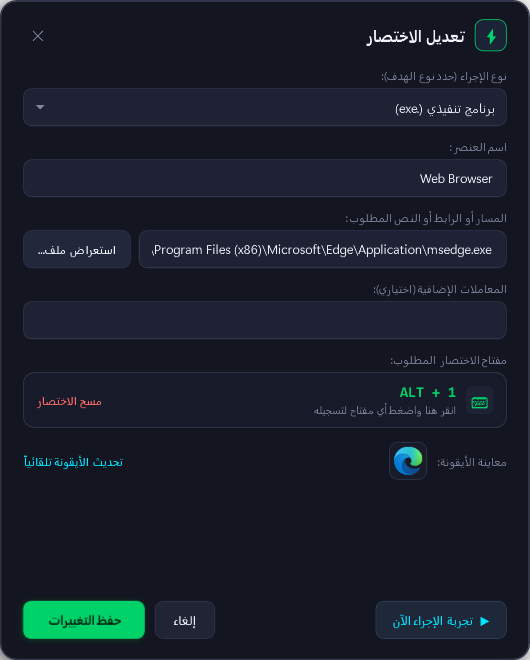 تعديل الاختصار
نوع الإجراء (حدد نوع الهدف):
برنامج تنفيذي (.exe)
اسم العنصر :
Web Browser
المسار أو الرابط أو النص المطلوب:
\Program Files (x86)\Microsoft\Edge\Application\msedge.exe
استعراض ملف...
المعاملات الإضافية (اختياري):
مفتاح الاختصار المطلوب:
ALT + 1
انقر هنا واضغط أي مفتاح لتسجيله
مسح الاختصار
معاينة الأيقونة:
تحديث الأيقونة تلقائياً
تجربة الإجراء الآن
إلغاء
حفظ التغييرات